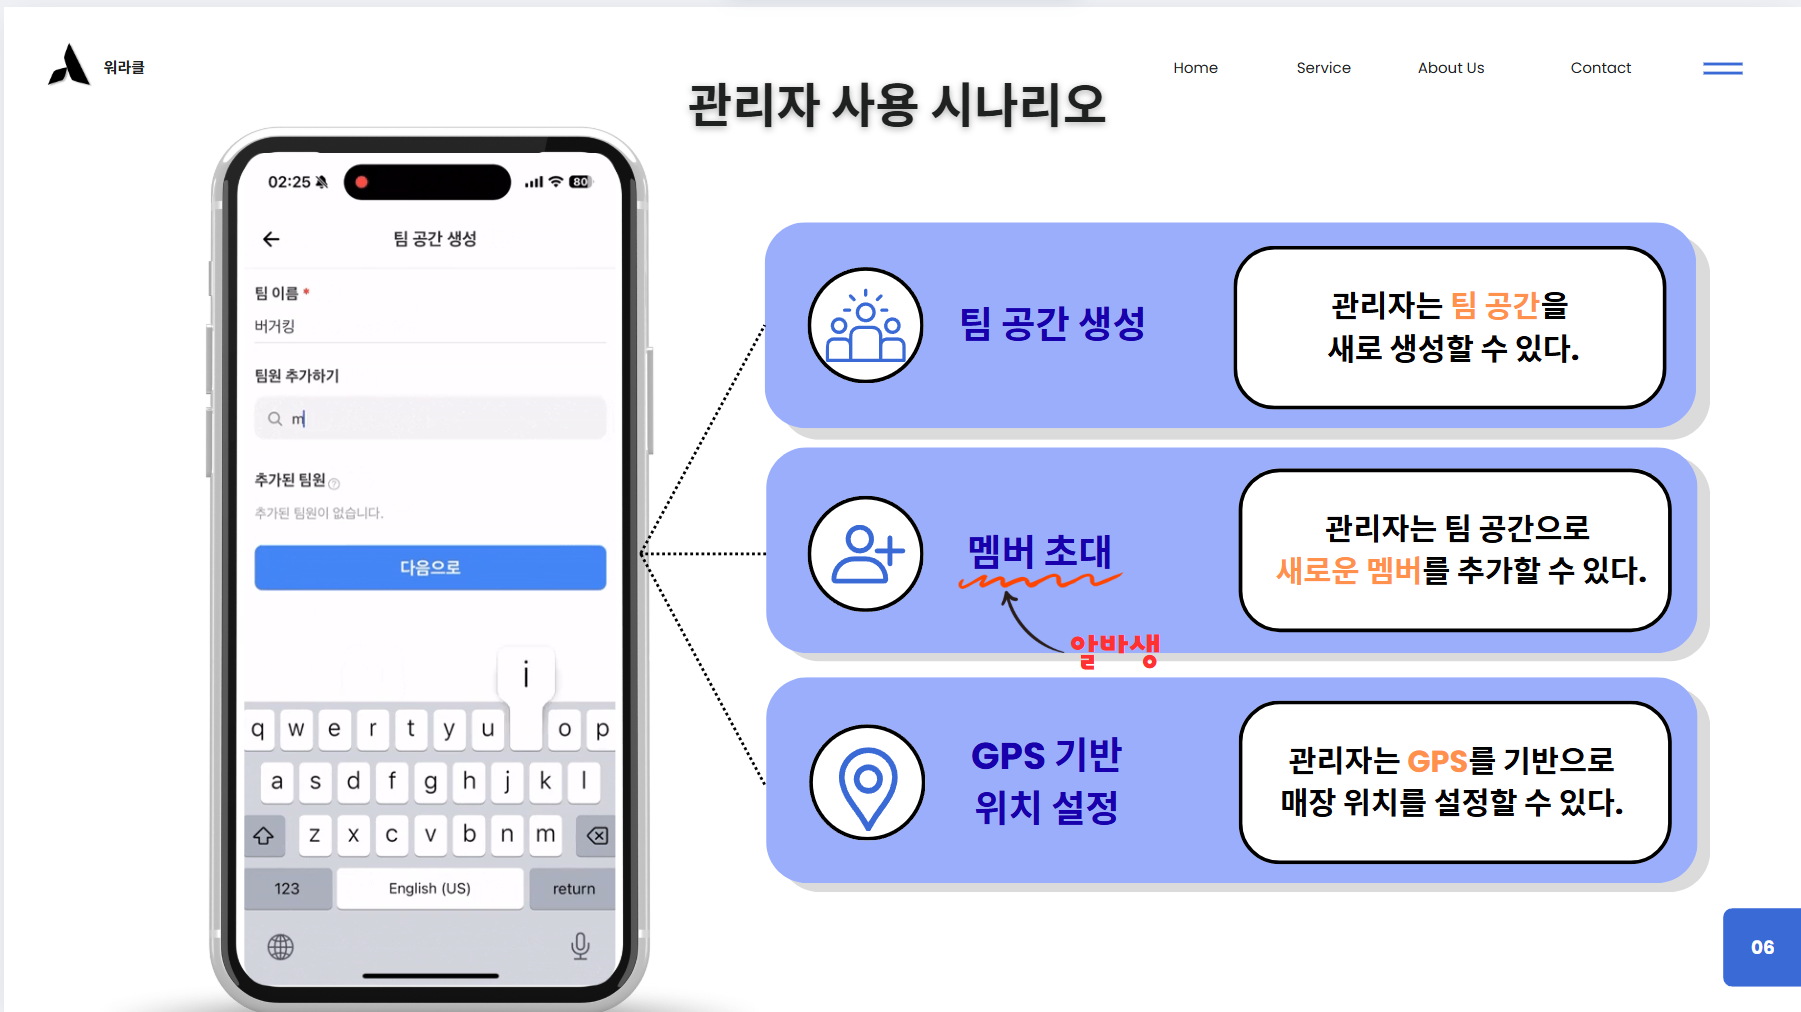 워라클
Home
Service
About Us
Contact
관리자 사용 시나리오
02:25
80
팀 공간 생성
팀 이름 *
버거킹
팀원 추가하기
m
추가된 팀원 ?
추가된 팀원이 없습니다.
다음으로
i
q w e r t y u o p
a s d f g h j k l
z x c v b n m
123
English (US)
return
팀 공간 생성
관리자는 팀 공간을
새로 생성할 수 있다.
멤버 초대
알바생
관리자는 팀 공간으로
새로운 멤버를 추가할 수 있다.
GPS 기반
위치 설정
관리자는 GPS를 기반으로
매장 위치를 설정할 수 있다.
06